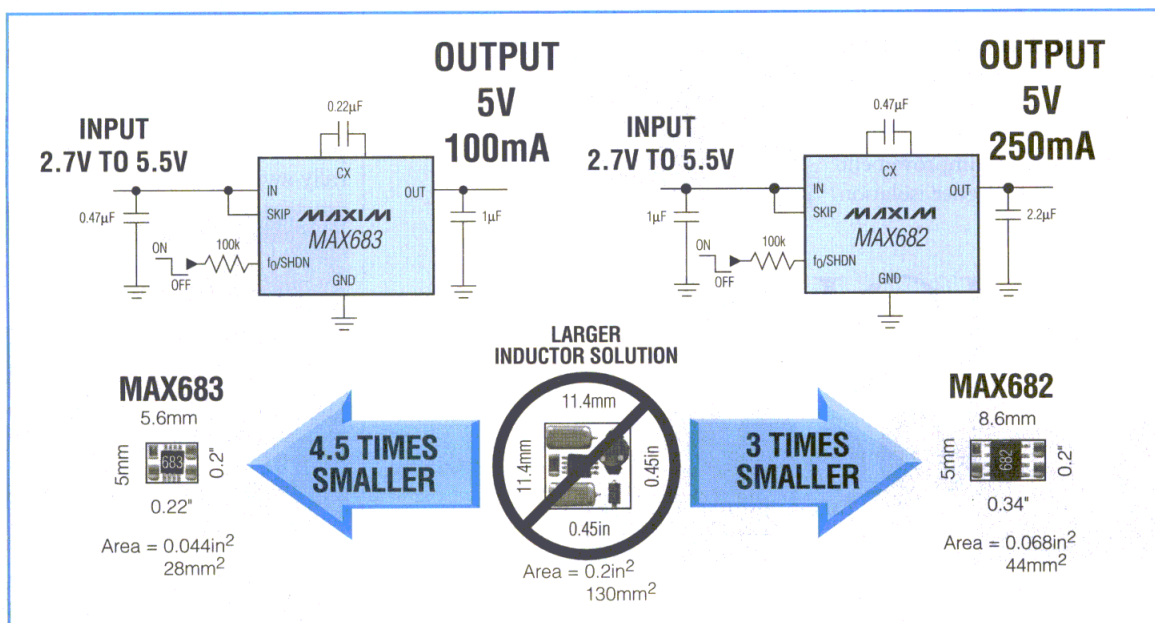 OUTPUT
5V
100mA
INPUT
2.7V TO 5.5V
0.22µF
CX
IN
OUT
SKIP
MAXIM
MAX683
0.47µF
1µF
ON
OFF
100k
f0/SHDN
GND
OUTPUT
5V
250mA
INPUT
2.7V TO 5.5V
0.47µF
CX
IN
OUT
SKIP
MAXIM
MAX682
1µF
2.2µF
ON
OFF
100k
f0/SHDN
GND
MAX683
5.6mm
5mm
683
0.2"
0.22"
Area = 0.044in²
28mm²
4.5 TIMES
SMALLER
LARGER
INDUCTOR SOLUTION
11.4mm
11.4mm
0.45in
0.45in
Area = 0.2in²
130mm²
3 TIMES
SMALLER
MAX682
8.6mm
5mm
682
0.2"
0.34"
Area = 0.068in²
44mm²